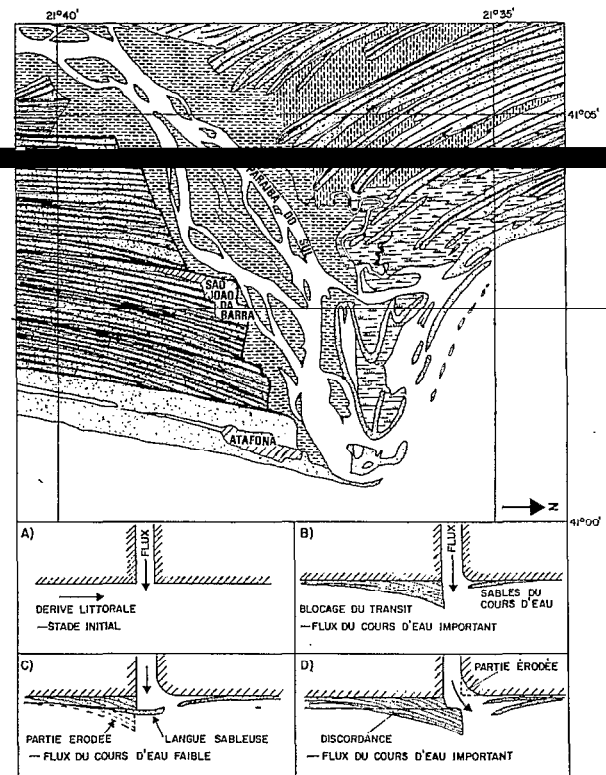 21°40'
21°35'
41°05'
PARAIBA DO SUL
SAO
JOAO
DA
BARRA
ATAFONA
N
41°00'
A)
FLUX
DERIVE LITTORALE
—STADE INITIAL
B)
FLUX
SABLES DU
COURS D'EAU
BLOCAGE DU TRANSIT
—FLUX DU COURS D'EAU IMPORTANT
C)
PARTIE ERODÉE
LANGUE SABLEUSE
— FLUX DU COURS D'EAU FAIBLE
D)
PARTIE ÉRODÉE
DISCORDANCE
— FLUX DU COURS D'EAU IMPORTANT